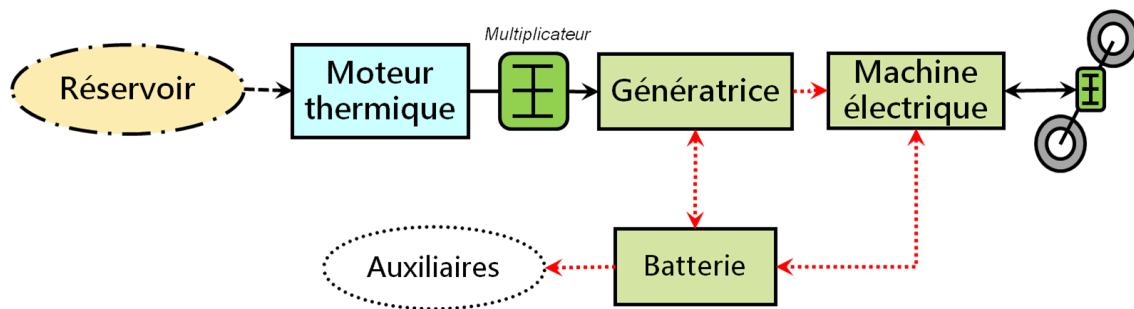 Multiplicateur
Réservoir
Moteur
thermique
Génératrice
Machine
électrique
Auxiliaires
Batterie